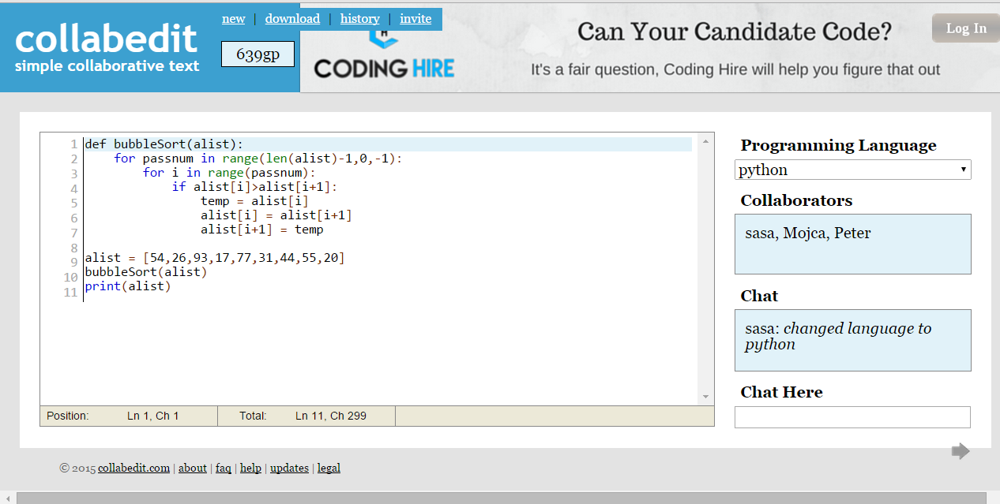 new | download | history | invite
collabedit
simple collaborative text
639gp
CODING HIRE
Can Your Candidate Code?
It's a fair question, Coding Hire will help you figure that out
Log In
1 def bubbleSort(alist):
2     for passnum in range(len(alist)-1,0,-1):
3         for i in range(passnum):
4             if alist[i]>alist[i+1]:
5                 temp = alist[i]
6                 alist[i] = alist[i+1]
7                 alist[i+1] = temp
8
9 alist = [54,26,93,17,77,31,44,55,20]
10 bubbleSort(alist)
11 print(alist)
Position: Ln 1, Ch 1 Total: Ln 11, Ch 299
Programming Language
python
Collaborators
sasa, Mojca, Peter
Chat
sasa: changed language to
python
Chat Here
© 2015 collabedit.com | about | faq | help | updates | legal